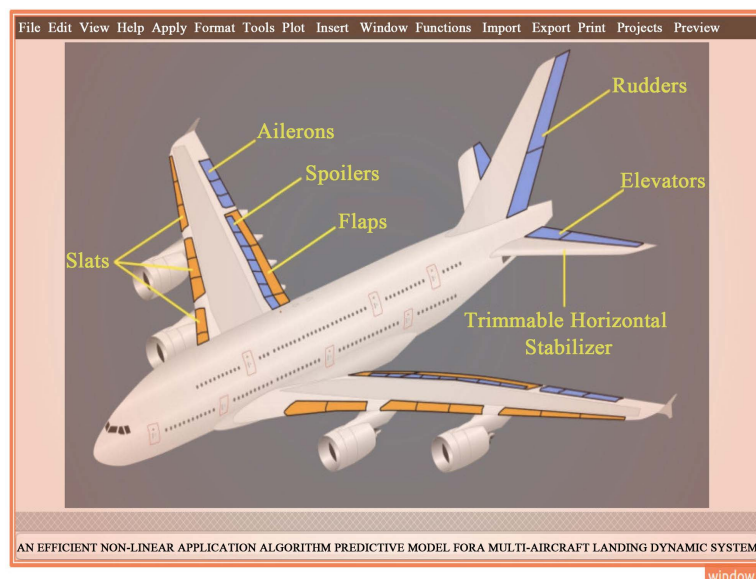 File Edit View Help Apply Format Tools Plot Insert Window Functions Import Export Print Projects Preview
Rudders
Ailerons
Spoilers
Elevators
Flaps
Slats
Trimmable Horizontal
Stabilizer
AN EFFICIENT NON-LINEAR APPLICATION ALGORITHM PREDICTIVE MODEL FORA MULTI-AIRCRAFT LANDING DYNAMIC SYSTEM
window